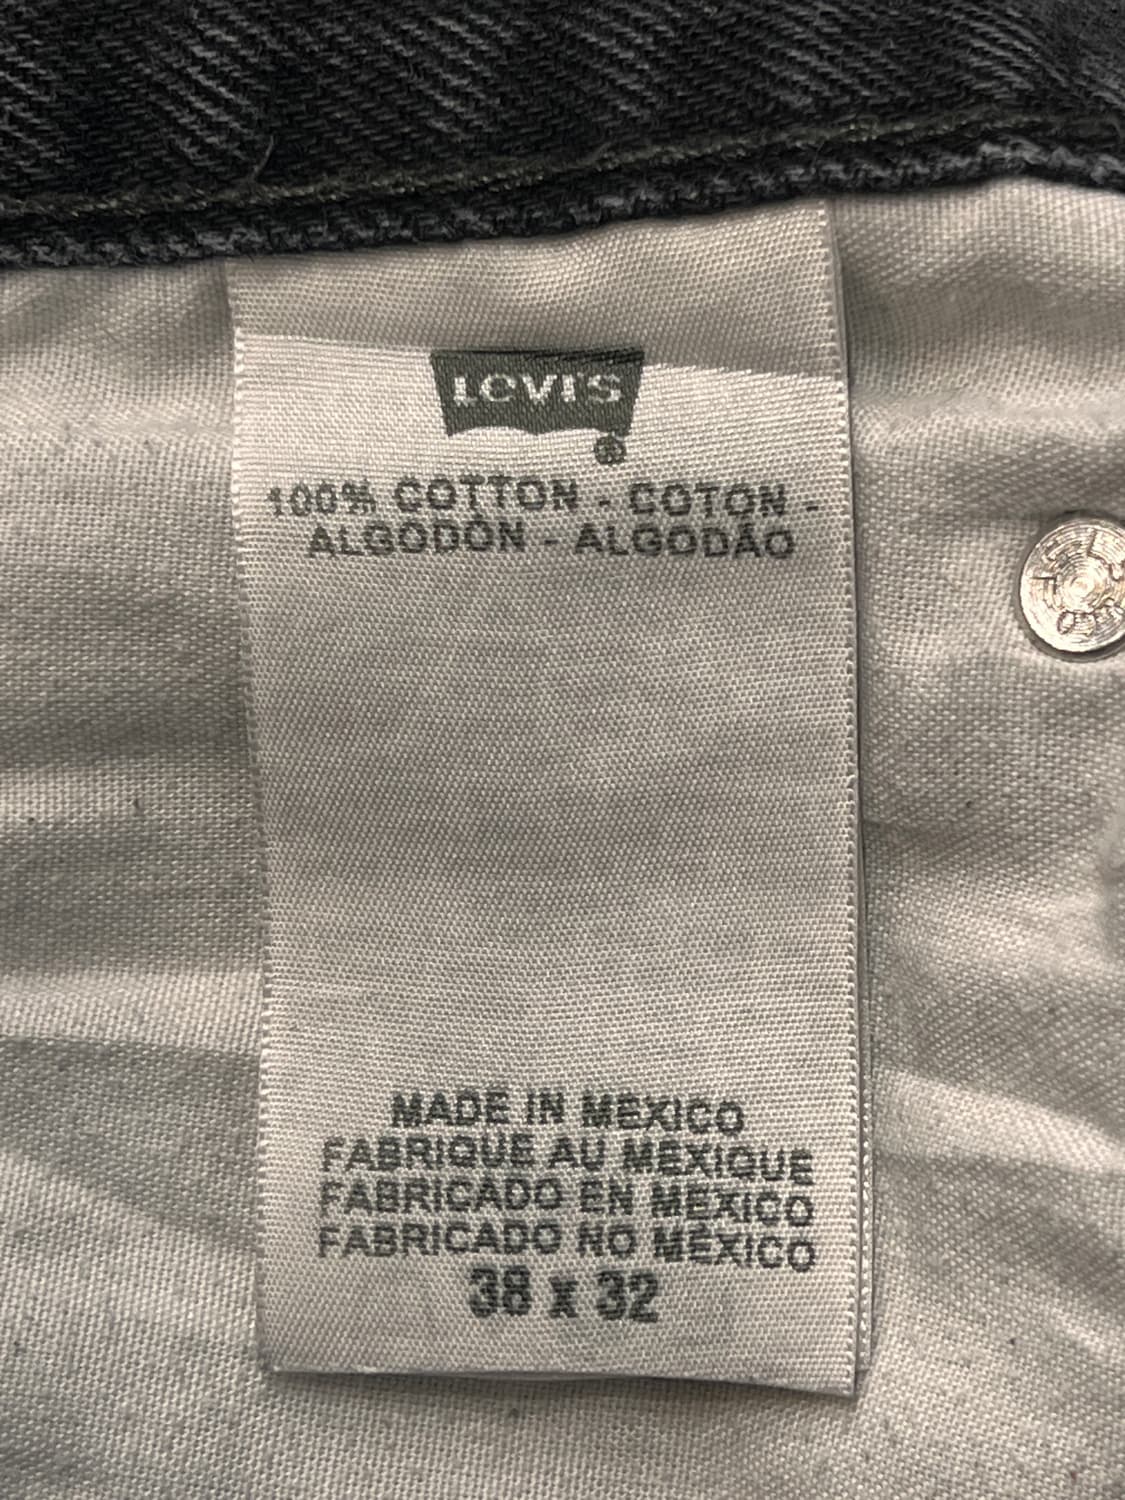 LEVI'S
®
100% COTTON - COTON -
ALGODÓN - ALGODÃO
MADE IN MEXICO
FABRIQUE AU MEXIQUE
FABRICADO EN MEXICO
FABRICADO NO MÉXICO
38 x 32